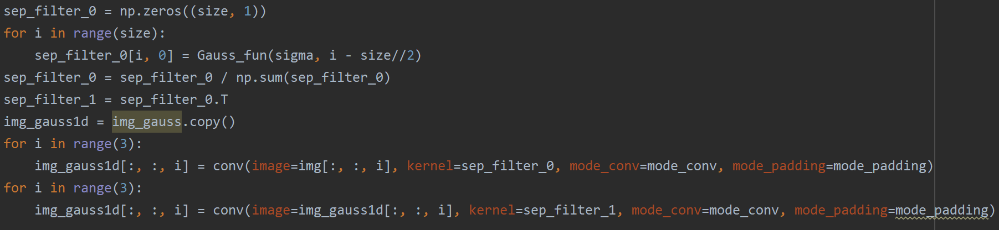 sep_filter_0 = np.zeros((size, 1))
for i in range(size):
    sep_filter_0[i, 0] = Gauss_fun(sigma, i - size//2)
sep_filter_0 = sep_filter_0 / np.sum(sep_filter_0)
sep_filter_1 = sep_filter_0.T
img_gauss1d = img_gauss.copy()
for i in range(3):
    img_gauss1d[:, :, i] = conv(image=img[:, :, i], kernel=sep_filter_0, mode_conv=mode_conv, mode_padding=mode_padding)
for i in range(3):
    img_gauss1d[:, :, i] = conv(image=img_gauss1d[:, :, i], kernel=sep_filter_1, mode_conv=mode_conv, mode_padding=mode_padding)